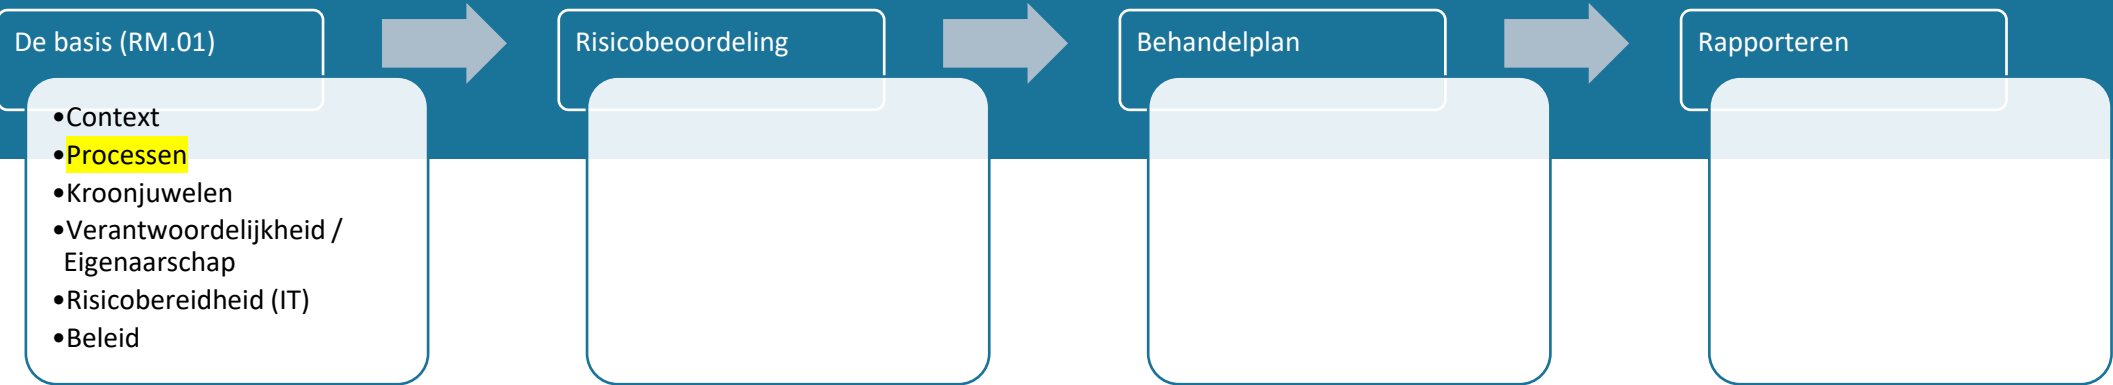 De basis (RM.01)
Risicobeoordeling
Behandelplan
Rapporteren
•Context
•Processen
•Kroonjuwelen
•Verantwoordelijkheid /
Eigenaarschap
•Risicobereidheid (IT)
•Beleid